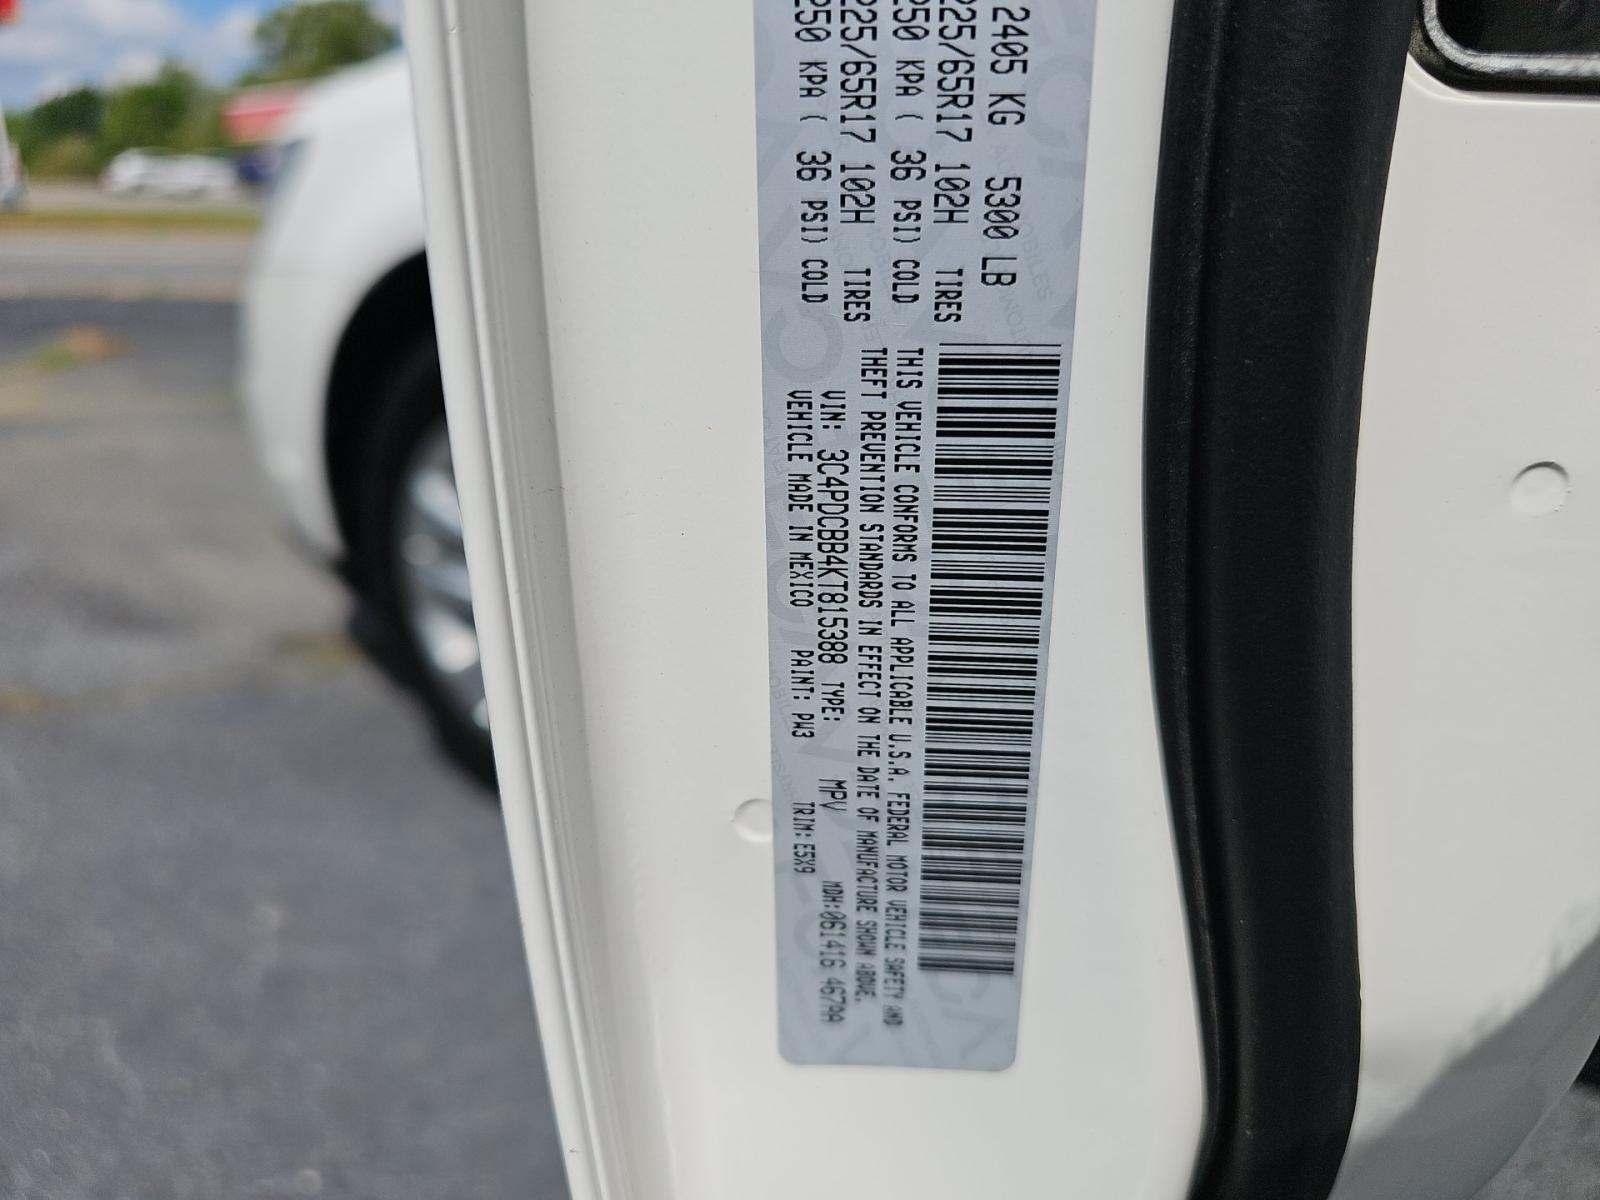 2405 KG 5300 LB
225/65R17 102H TIRES
250 KPA ( 36 PSI) COLD
225/65R17 102H TIRES
250 KPA ( 36 PSI) COLD
THIS VEHICLE CONFORMS TO ALL APPLICABLE U.S.A. FEDERAL MOTOR VEHICLE SAFETY AND
THEFT PREVENTION STANDARDS IN EFFECT ON THE DATE OF MANUFACTURE SHOWN ABOVE.
VIN: 3C4PDCBB4KT815388 TYPE: MPV MDH:061416 467AA
VEHICLE MADE IN MEXICO PAINT: PW3 TRIM: E5X9